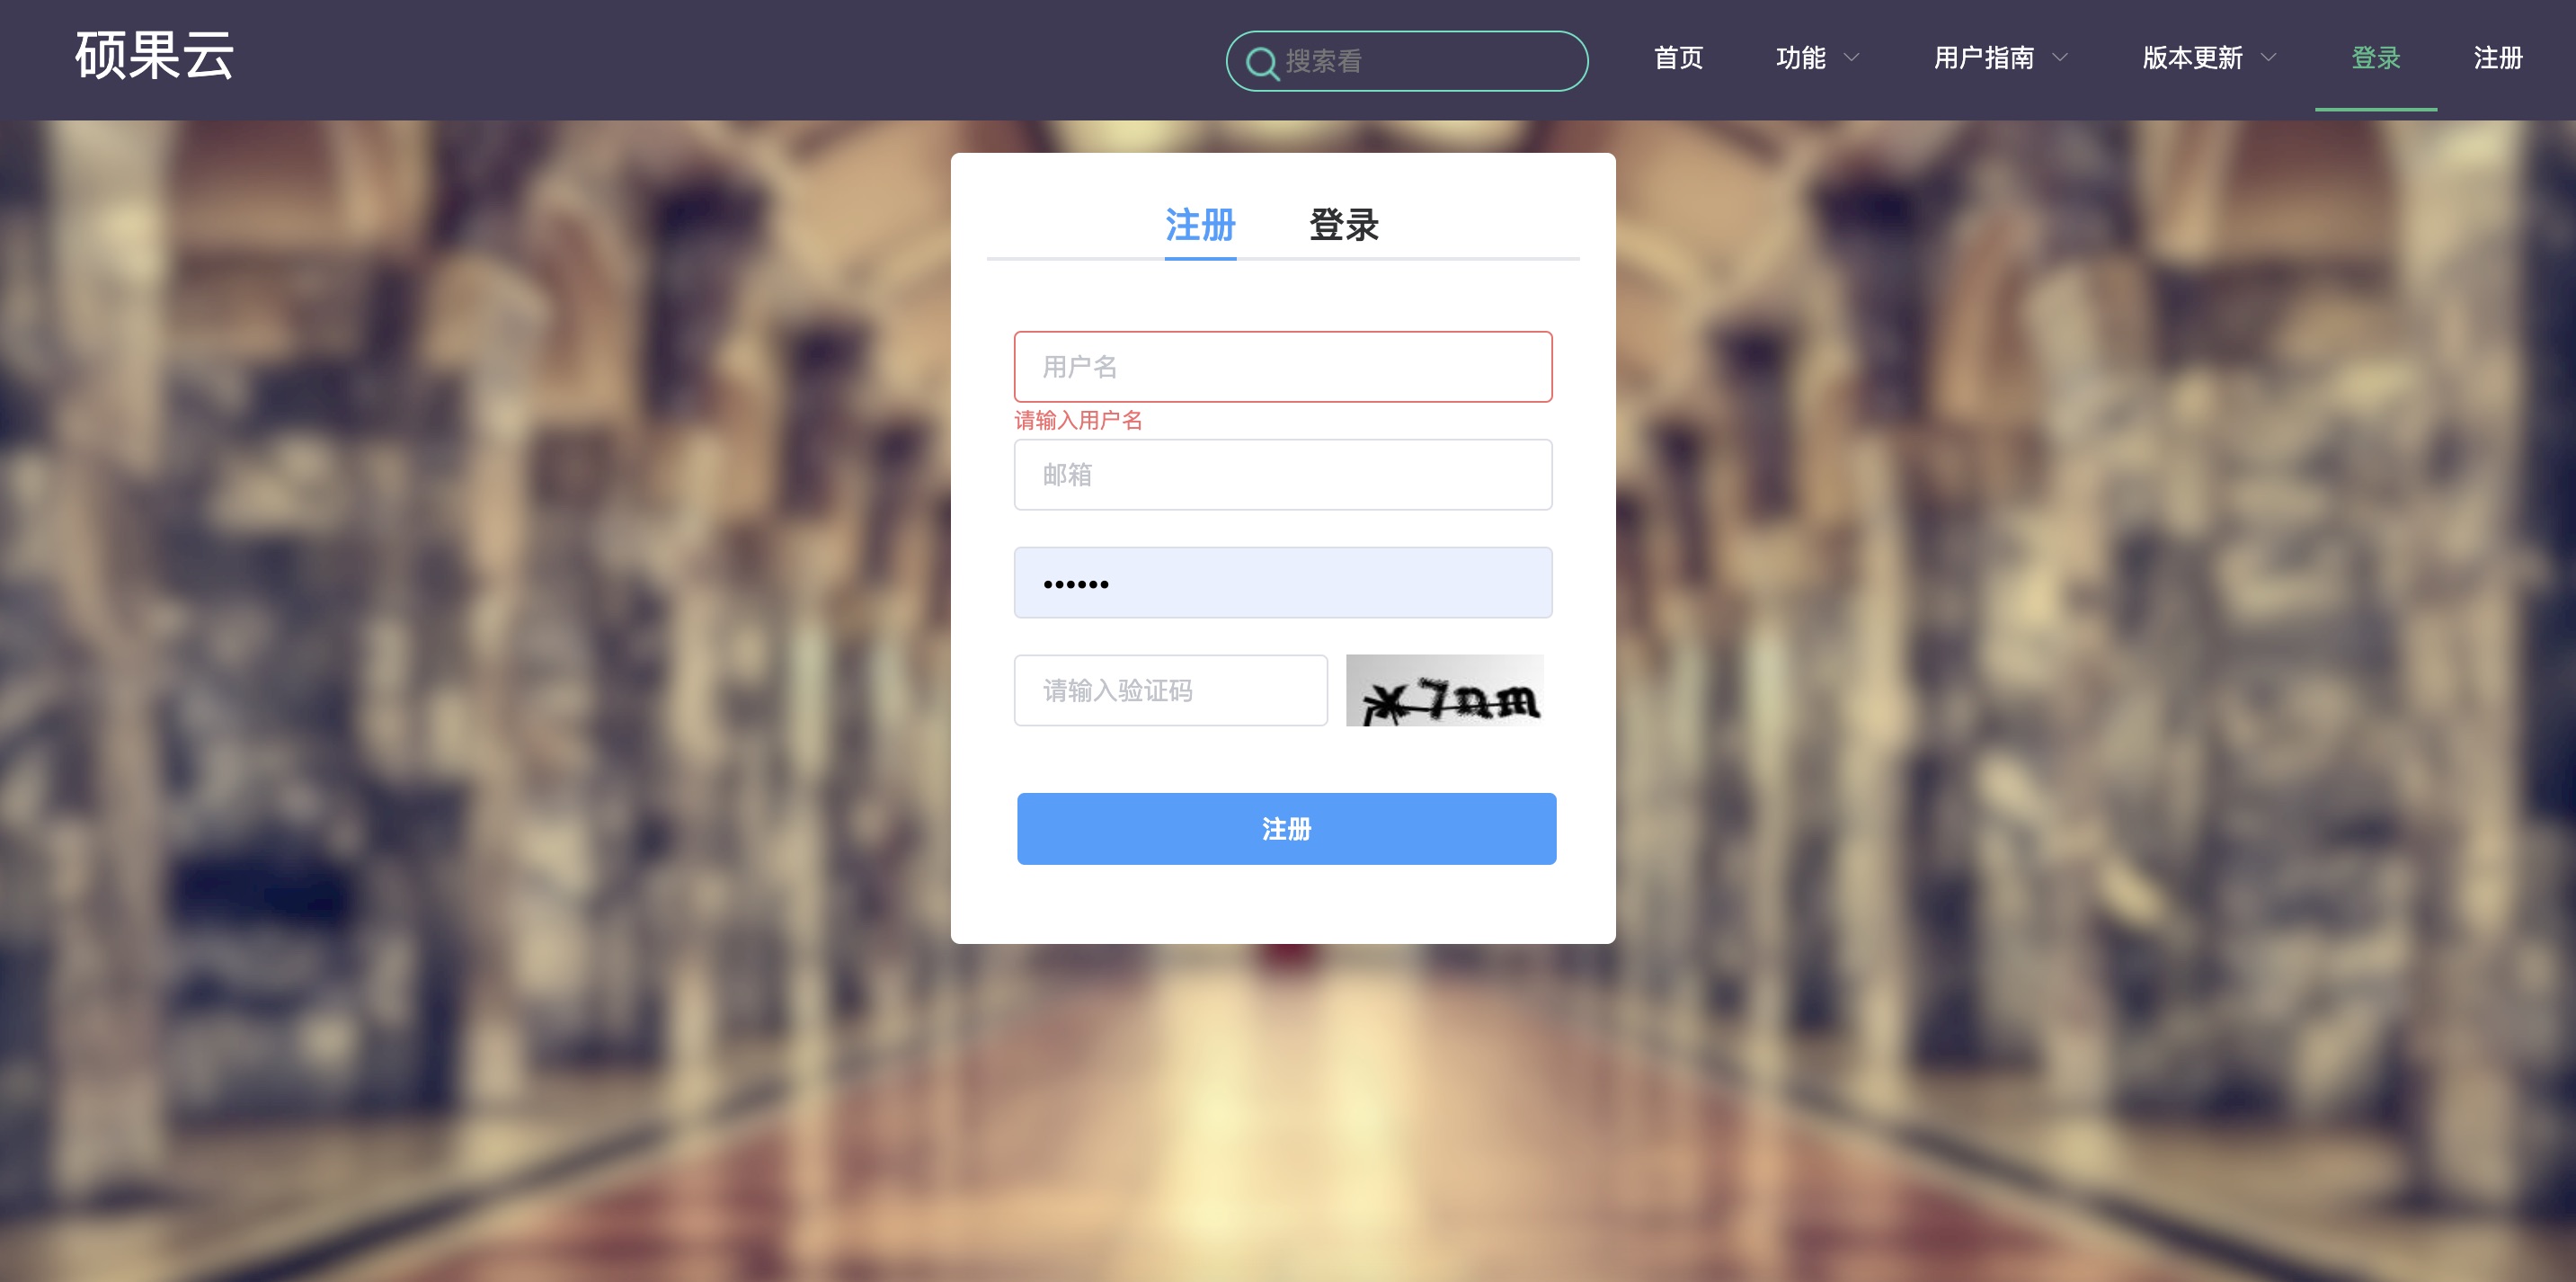 硕果云
搜索看
首页 功能 用户指南 版本更新 登录 注册
注册 登录
用户名
请输入用户名
邮箱
••••••
请输入验证码
x7nm
注册